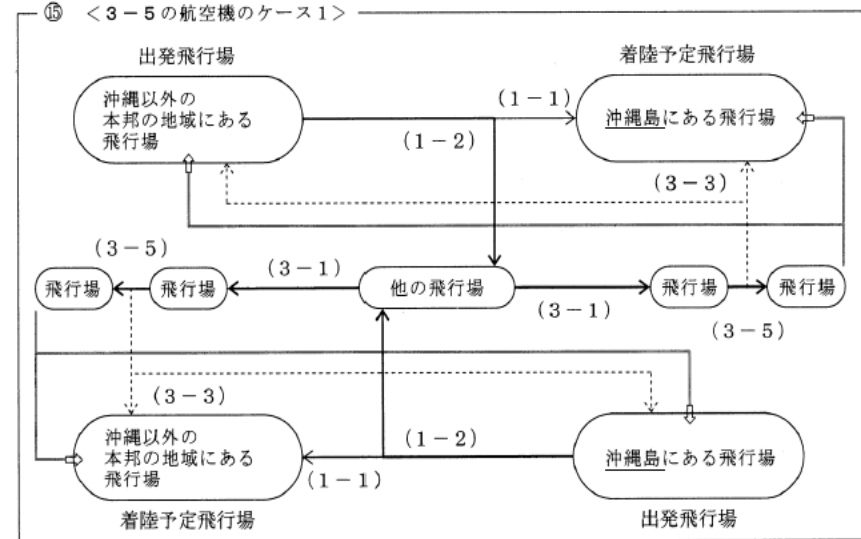 ⑮ <3-5の航空機のケース1>
出発飛行場
着陸予定飛行場
沖縄以外の
本邦の地域にある
飛行場
(1-1)
沖縄島にある飛行場
(1-2)
(3-3)
(3-5)
飛行場
飛行場
(3-1)
他の飛行場
(3-1)
飛行場
飛行場
(3-5)
(3-3)
沖縄以外の
本邦の地域にある
飛行場
(1-2)
(1-1)
沖縄島にある飛行場
着陸予定飛行場
出発飛行場